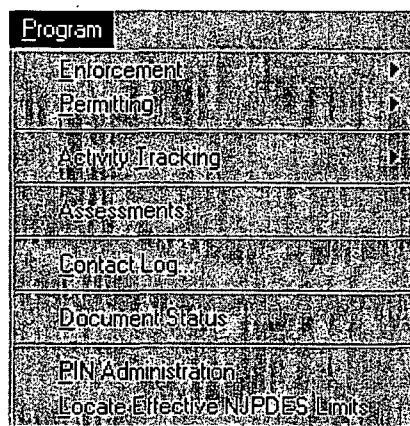 Program
Enforcement
Permitting
Activity Tracking
Assessments
Contact Log...
Document Status
PIN Administration
Locate Effective NJPDES Limits